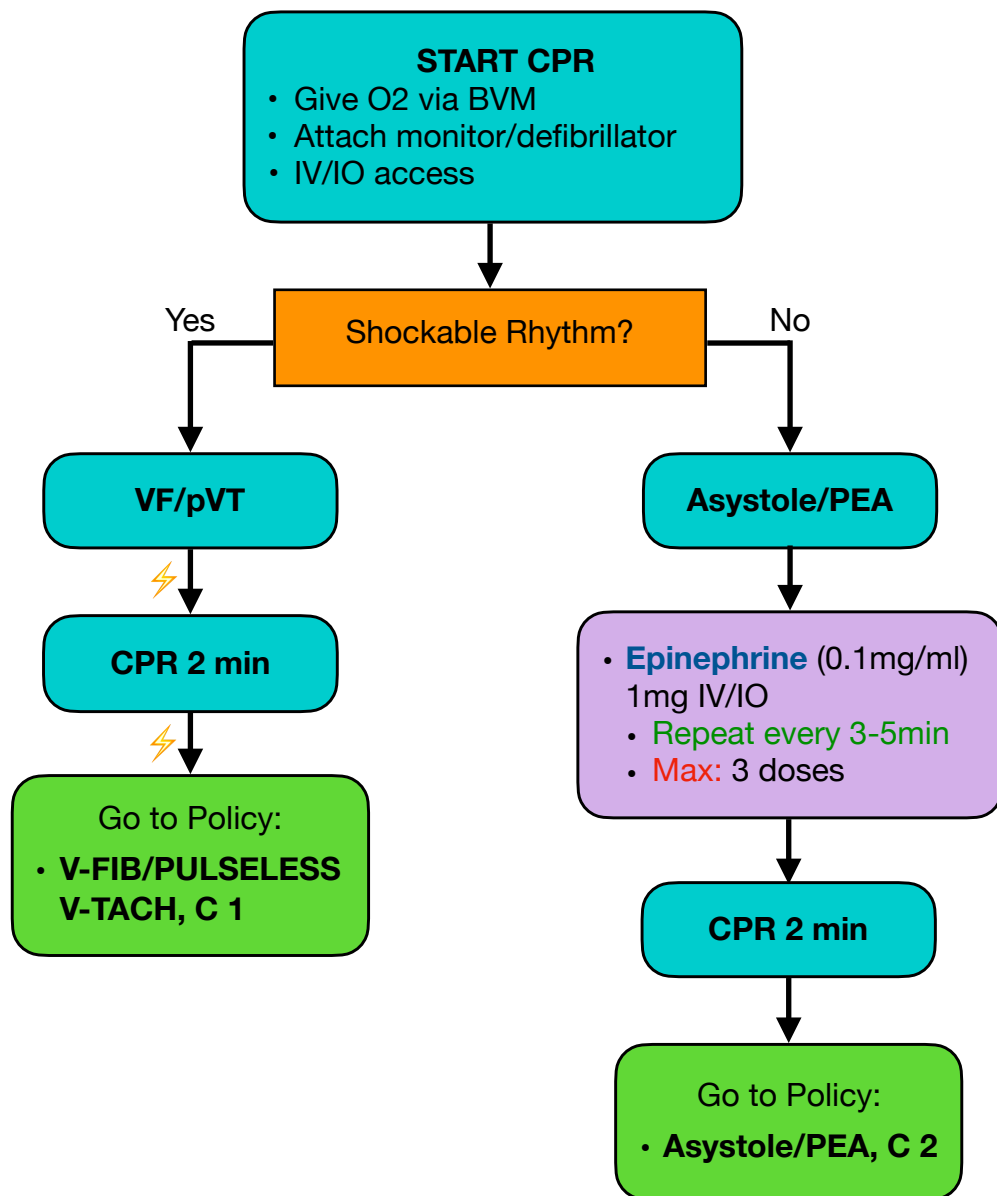 START CPR
• Give O2 via BVM
• Attach monitor/defibrillator
• IV/IO access
Yes
Shockable Rhythm?
No
VF/pVT
Asystole/PEA
CPR 2 min
• Epinephrine (0.1mg/ml)
1mg IV/IO
• Repeat every 3-5min
• Max: 3 doses
Go to Policy:
• V-FIB/PULSELESS
V-TACH, C 1
CPR 2 min
Go to Policy:
• Asystole/PEA, C 2